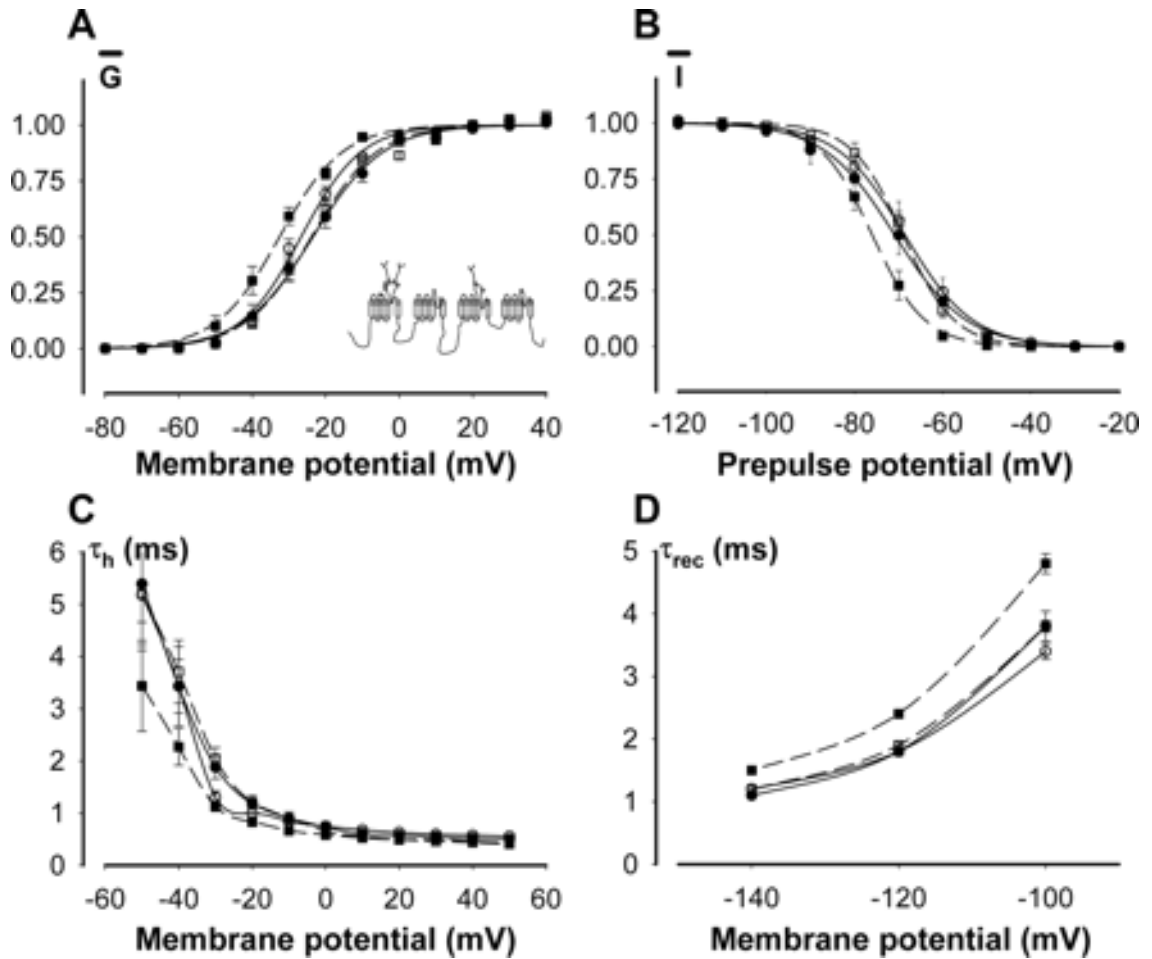 A
G
1.00
0.75
0.50
0.25
0.00
-80 -60 -40 -20 0 20 40
Membrane potential (mV)
B
I
1.00
0.75
0.50
0.25
0.00
-120 -100 -80 -60 -40 -20
Prepulse potential (mV)
C
τh (ms)
6
5
4
3
2
1
0
-60 -40 -20 0 20 40 60
Membrane potential (mV)
D
τrec (ms)
5
4
3
2
1
0
-140 -120 -100
Membrane potential (mV)